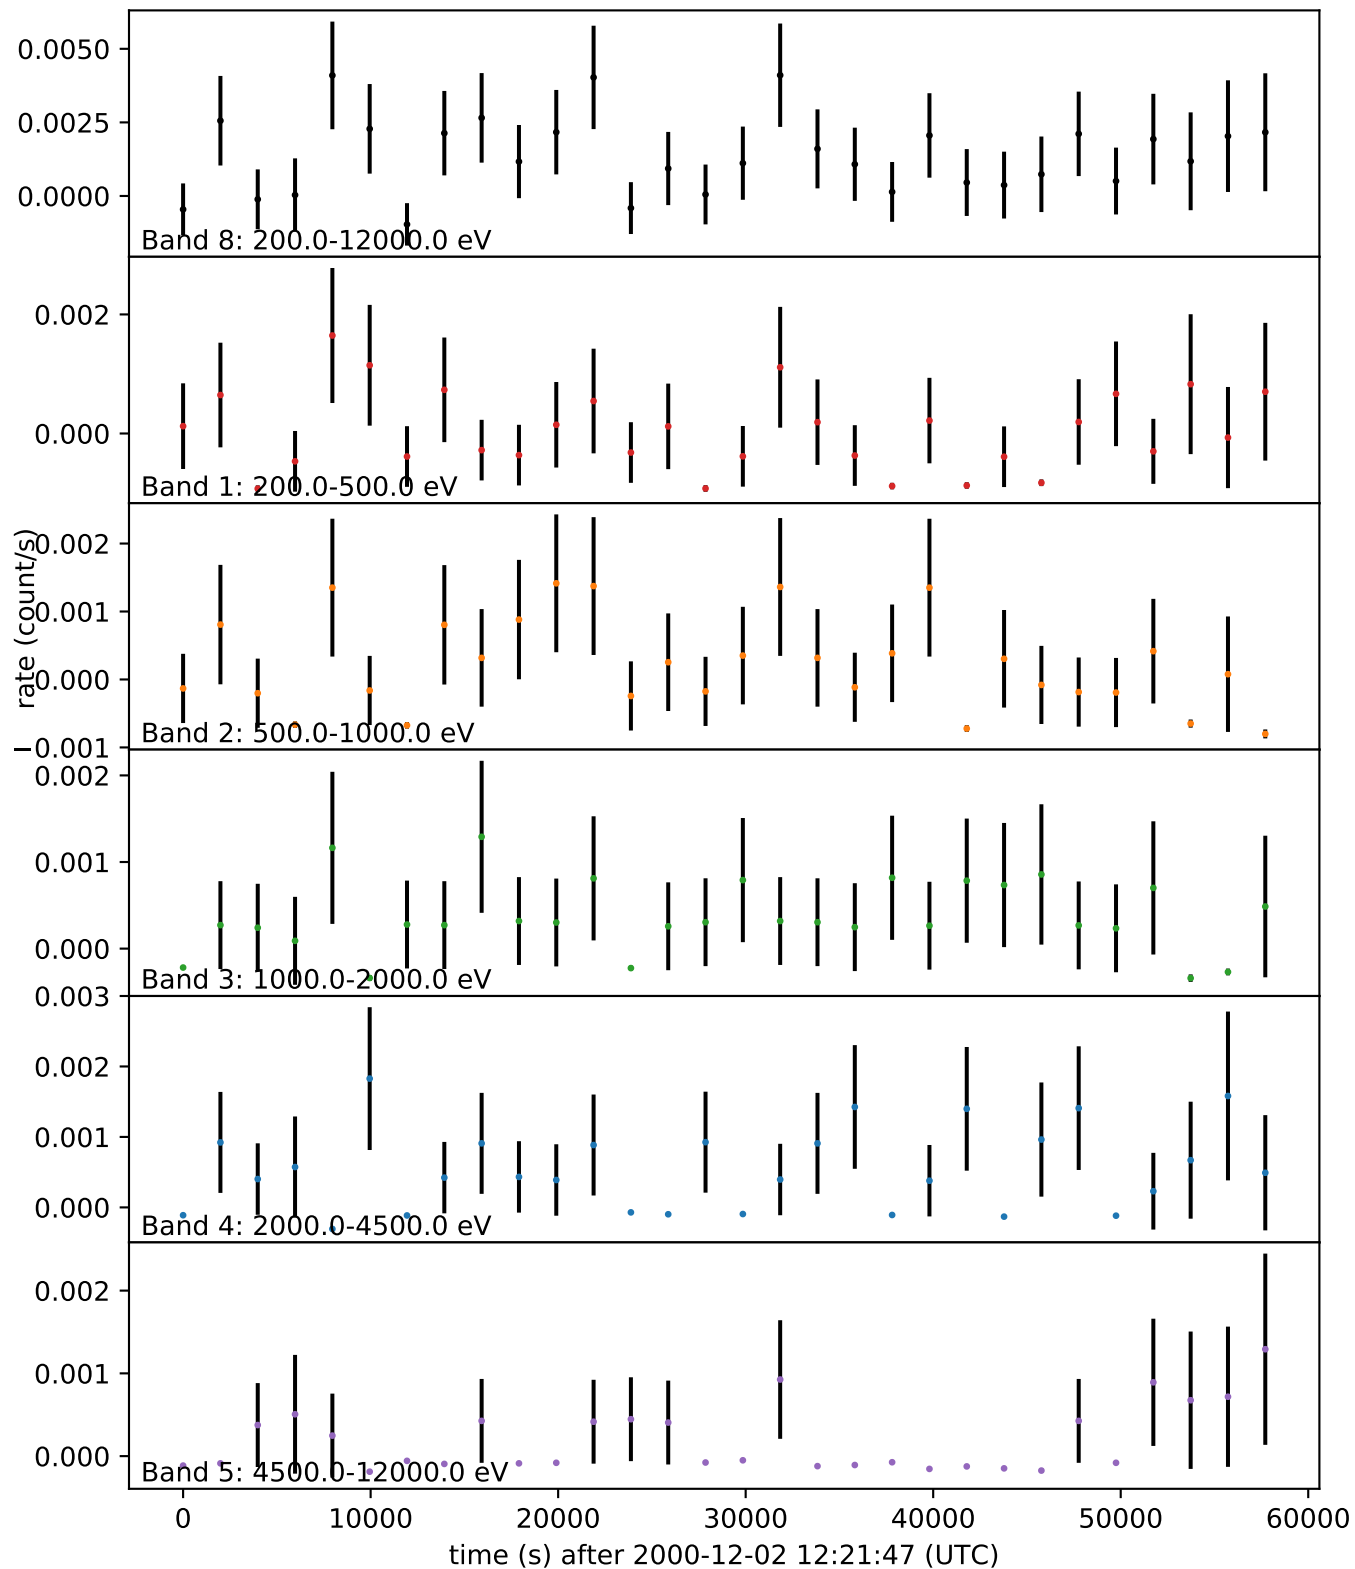 0.0050
0.0025
0.0000
Band 8: 200.0-12000.0 eV
0.002
0.000
Band 1: 200.0-500.0 eV
rate (count/s)
0.002
0.001
0.000
−0.001
Band 2: 500.0-1000.0 eV
0.002
0.001
0.000
Band 3: 1000.0-2000.0 eV
0.003
0.002
0.001
0.000
Band 4: 2000.0-4500.0 eV
0.002
0.001
0.000
Band 5: 4500.0-12000.0 eV
0 10000 20000 30000 40000 50000 60000
time (s) after 2000-12-02 12:21:47 (UTC)